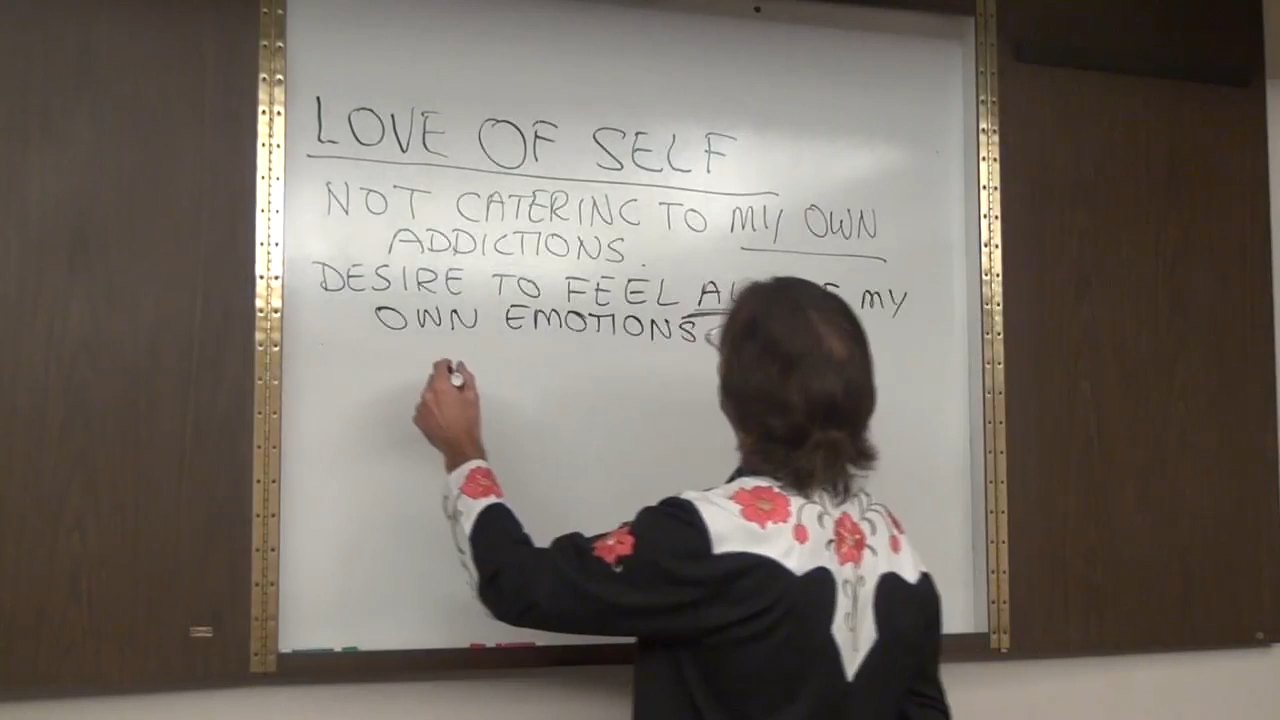 LOVE OF SELF
NOT CATERING TO MY OWN
ADDICTIONS.
DESIRE TO FEEL MY
OWN EMOTIONS